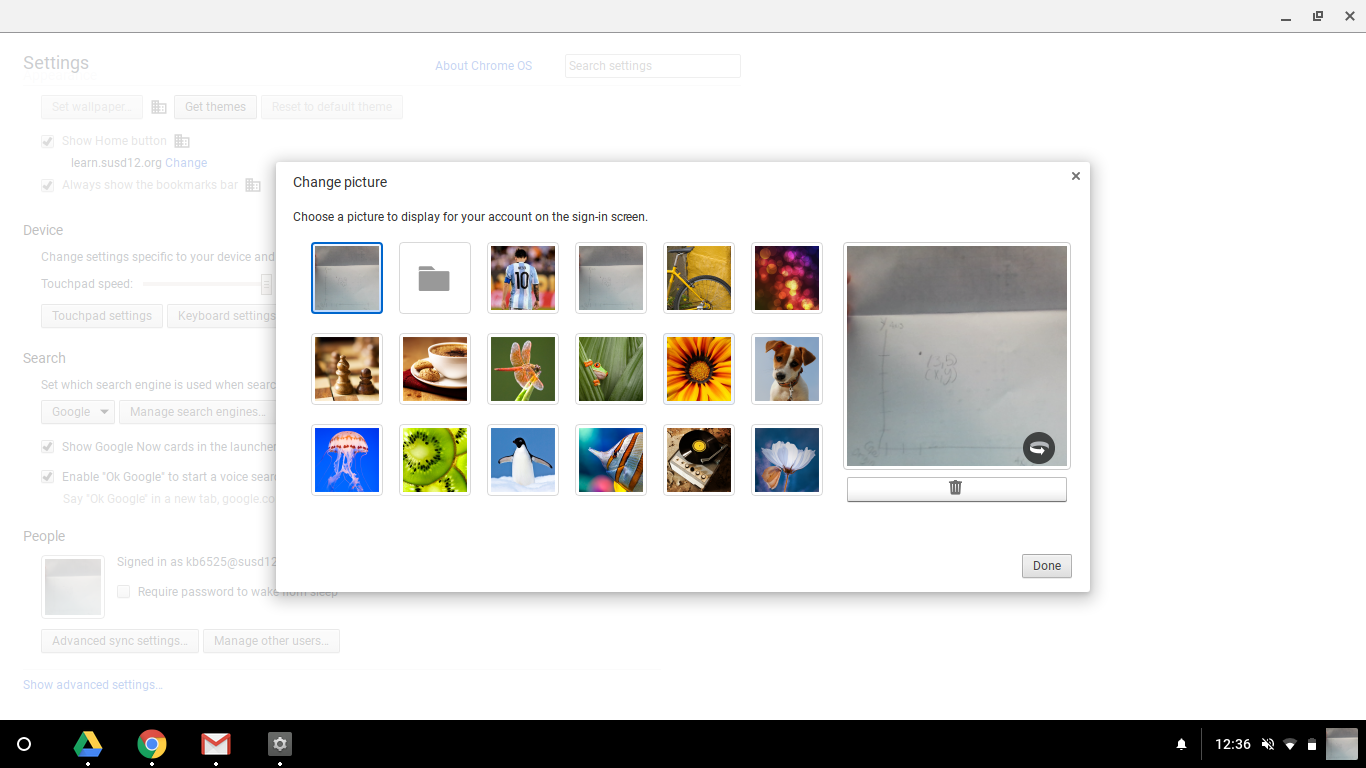 Settings
About Chrome OS
Search settings
Set wallpaper...
Get themes
Reset to default theme
Show Home button
learn.susd12.org Change
Always show the bookmarks bar
Change picture
Choose a picture to display for your account on the sign-in screen.
10
Device
Change settings specific to your device and
Touchpad speed:
Touchpad settings
Keyboard settings
Search
Set which search engine is used when searc
Google
Manage search engines...
Show Google Now cards in the launcher
Enable "Ok Google" to start a voice sear
Say "Ok Google" in a new tab, google.co
Done
People
Signed in as kb6525@susd12
Require password to wake from sleep
Advanced sync settings...
Manage other users...
Show advanced settings...
12:36